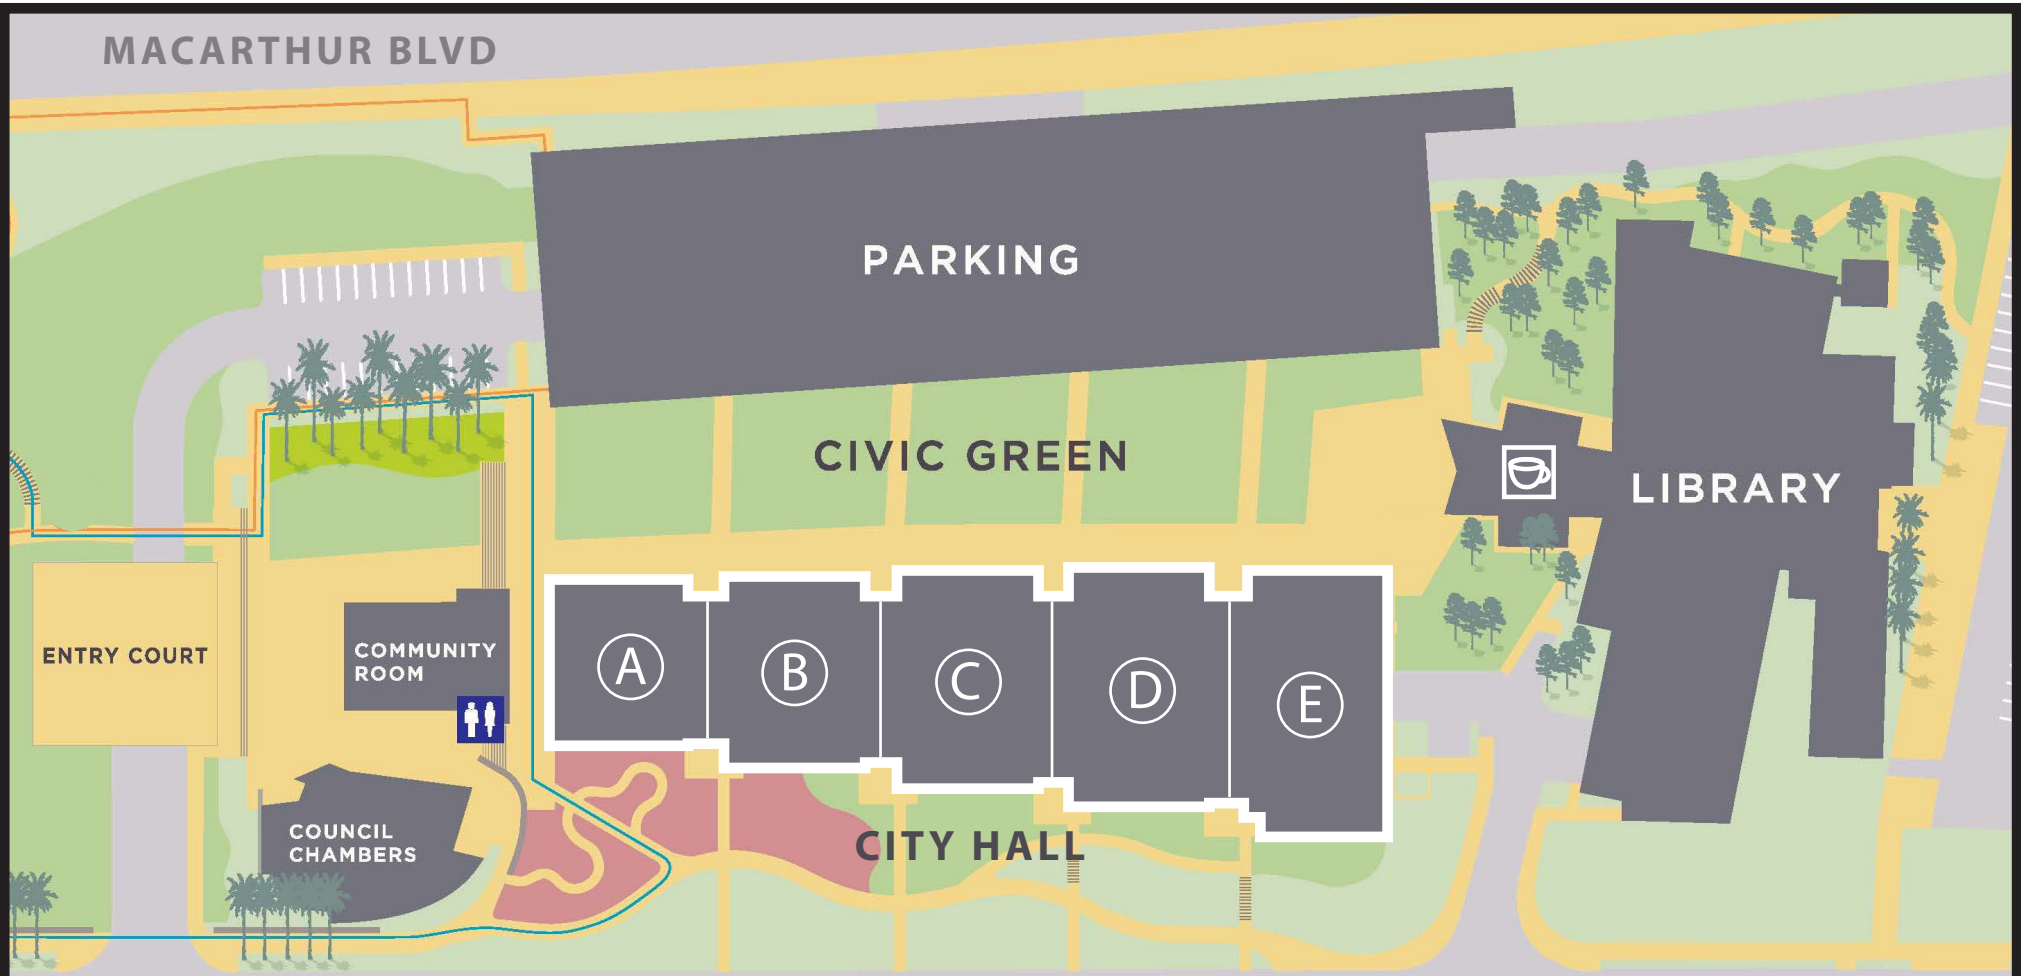 MACARTHUR BLVD
PARKING
CIVIC GREEN
LIBRARY
ENTRY COURT
COMMUNITY
ROOM
A
B
C
D
E
COUNCIL
CHAMBERS
CITY HALL